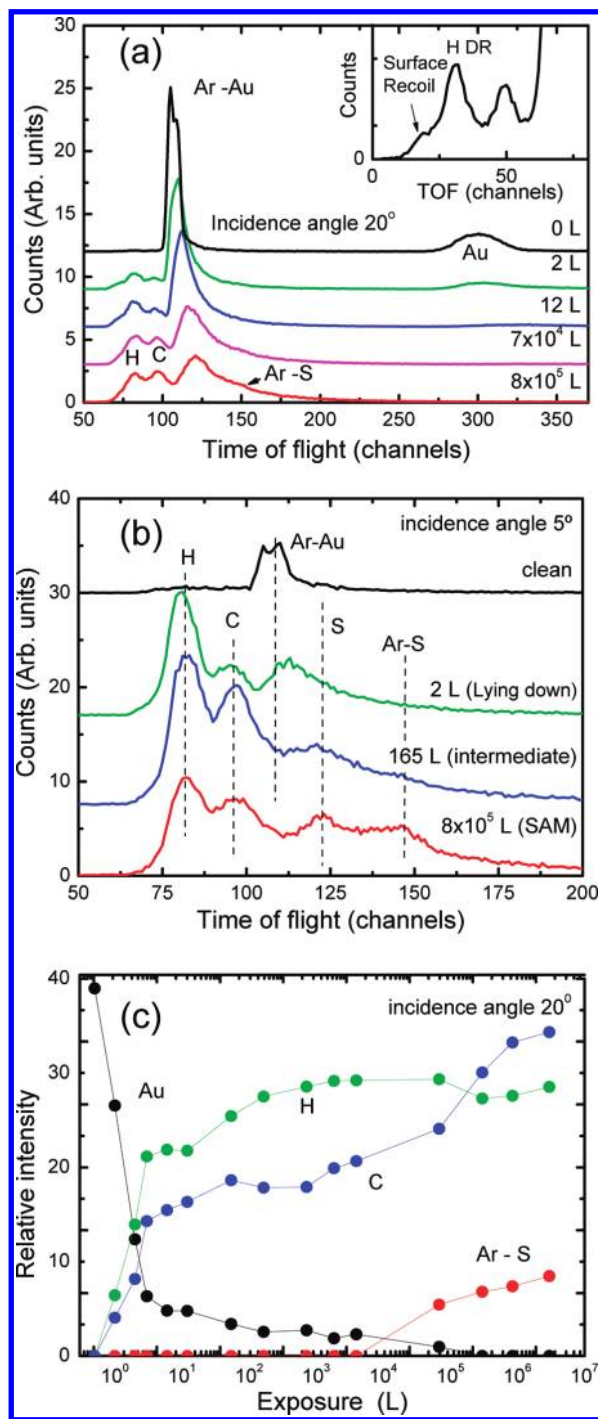 (a)
Counts (Arb. units)
30
25
20
15
10
5
0
Ar -Au
Incidence angle 20°
H
C
Ar -S
Au
0 L
2 L
12 L
7x10⁴ L
8x10⁵ L
50 100 150 200 250 300 350
Time of flight (channels)
Counts
0
H DR
Surface
Recoil
0 50
TOF (channels)
(b)
incidence angle 5º
Counts (Arb. units)
40
30
20
10
0
H
C
Ar-Au
S
Ar-S
clean
2 L (Lying down)
165 L (intermediate)
8x10⁵ L (SAM)
50 75 100 125 150 175 200
Time of flight (channels)
(c)
incidence angle 20⁰
Relative intensity
40
30
20
10
0
Au
H
C
Ar - S
10⁰ 10¹ 10² 10³ 10⁴ 10⁵ 10⁶ 10⁷
Exposure (L)